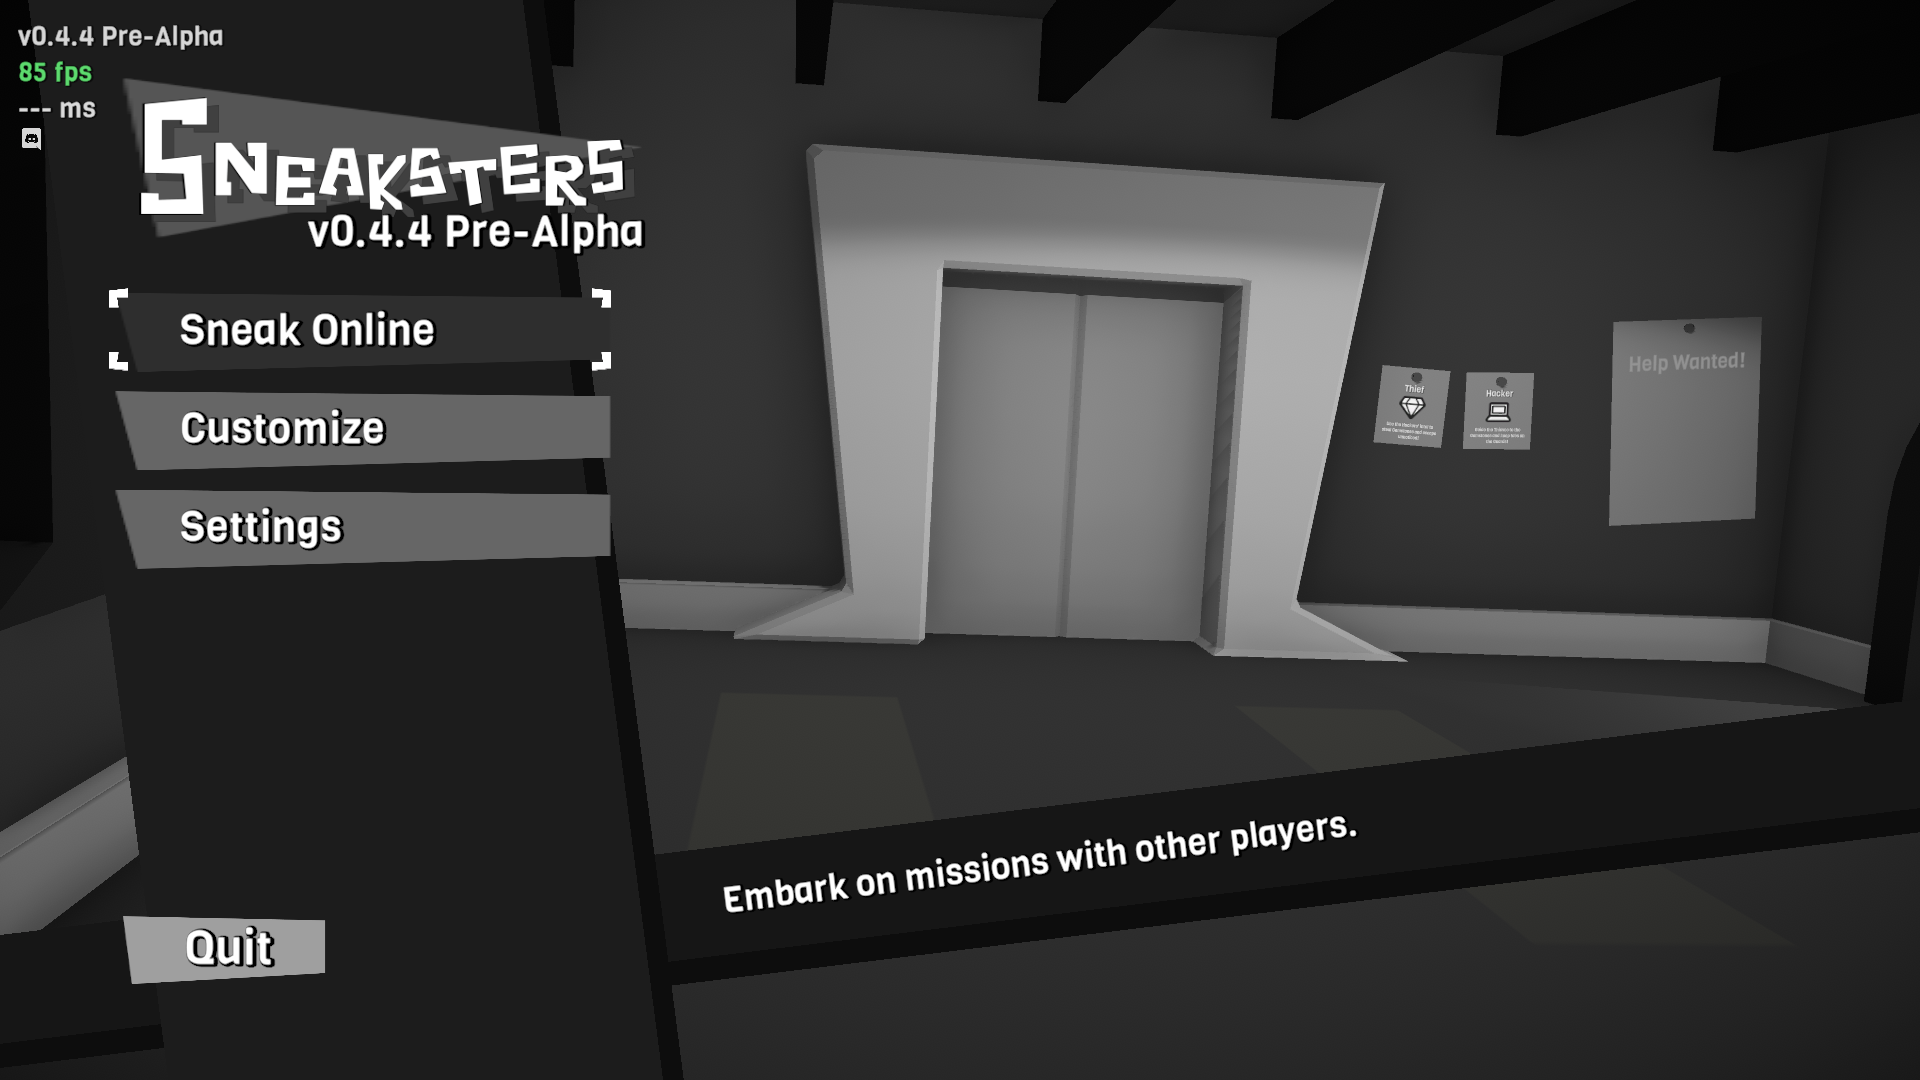 v0.4.4 Pre-Alpha
85 fps
--- ms
SNEAKSTERS
v0.4.4 Pre-Alpha
Sneak Online
Customize
Settings
Quit
Thief
Hacker
Help Wanted!
Embark on missions with other players.